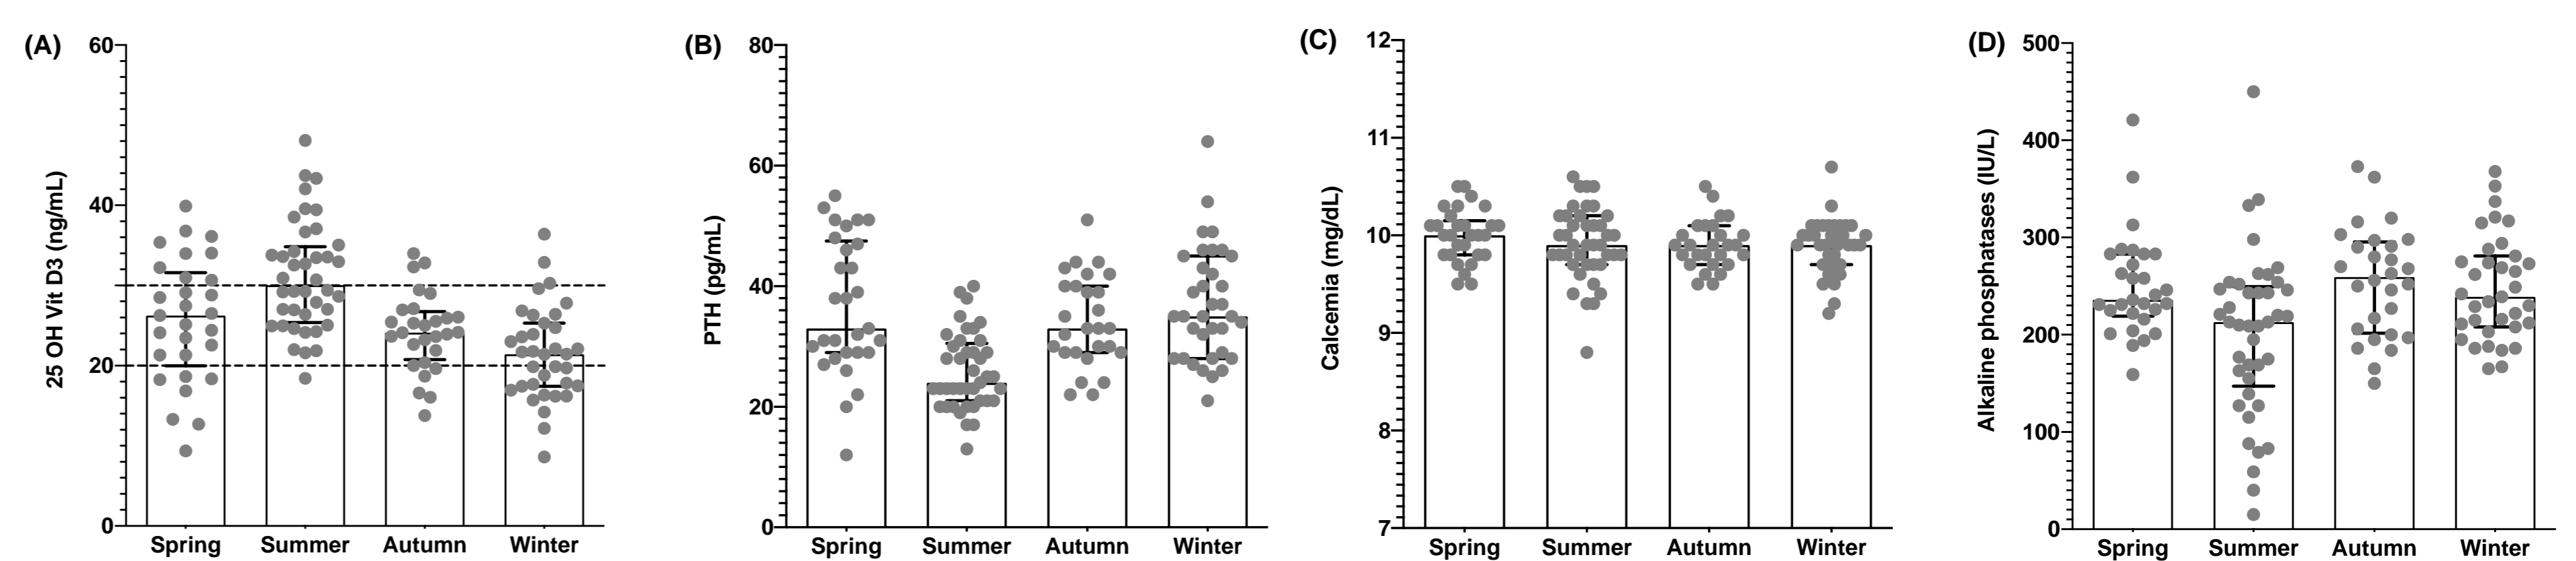 (A)
25 OH Vit D3 (ng/mL)
60
40
20
0
Spring Summer Autumn Winter
(B)
PTH (pg/mL)
80
60
40
20
0
Spring Summer Autumn Winter
(C)
Calcemia (mg/dL)
12
11
10
9
8
7
Spring Summer Autumn Winter
(D)
Alkaline phosphatases (IU/L)
500
400
300
200
100
0
Spring Summer Autumn Winter